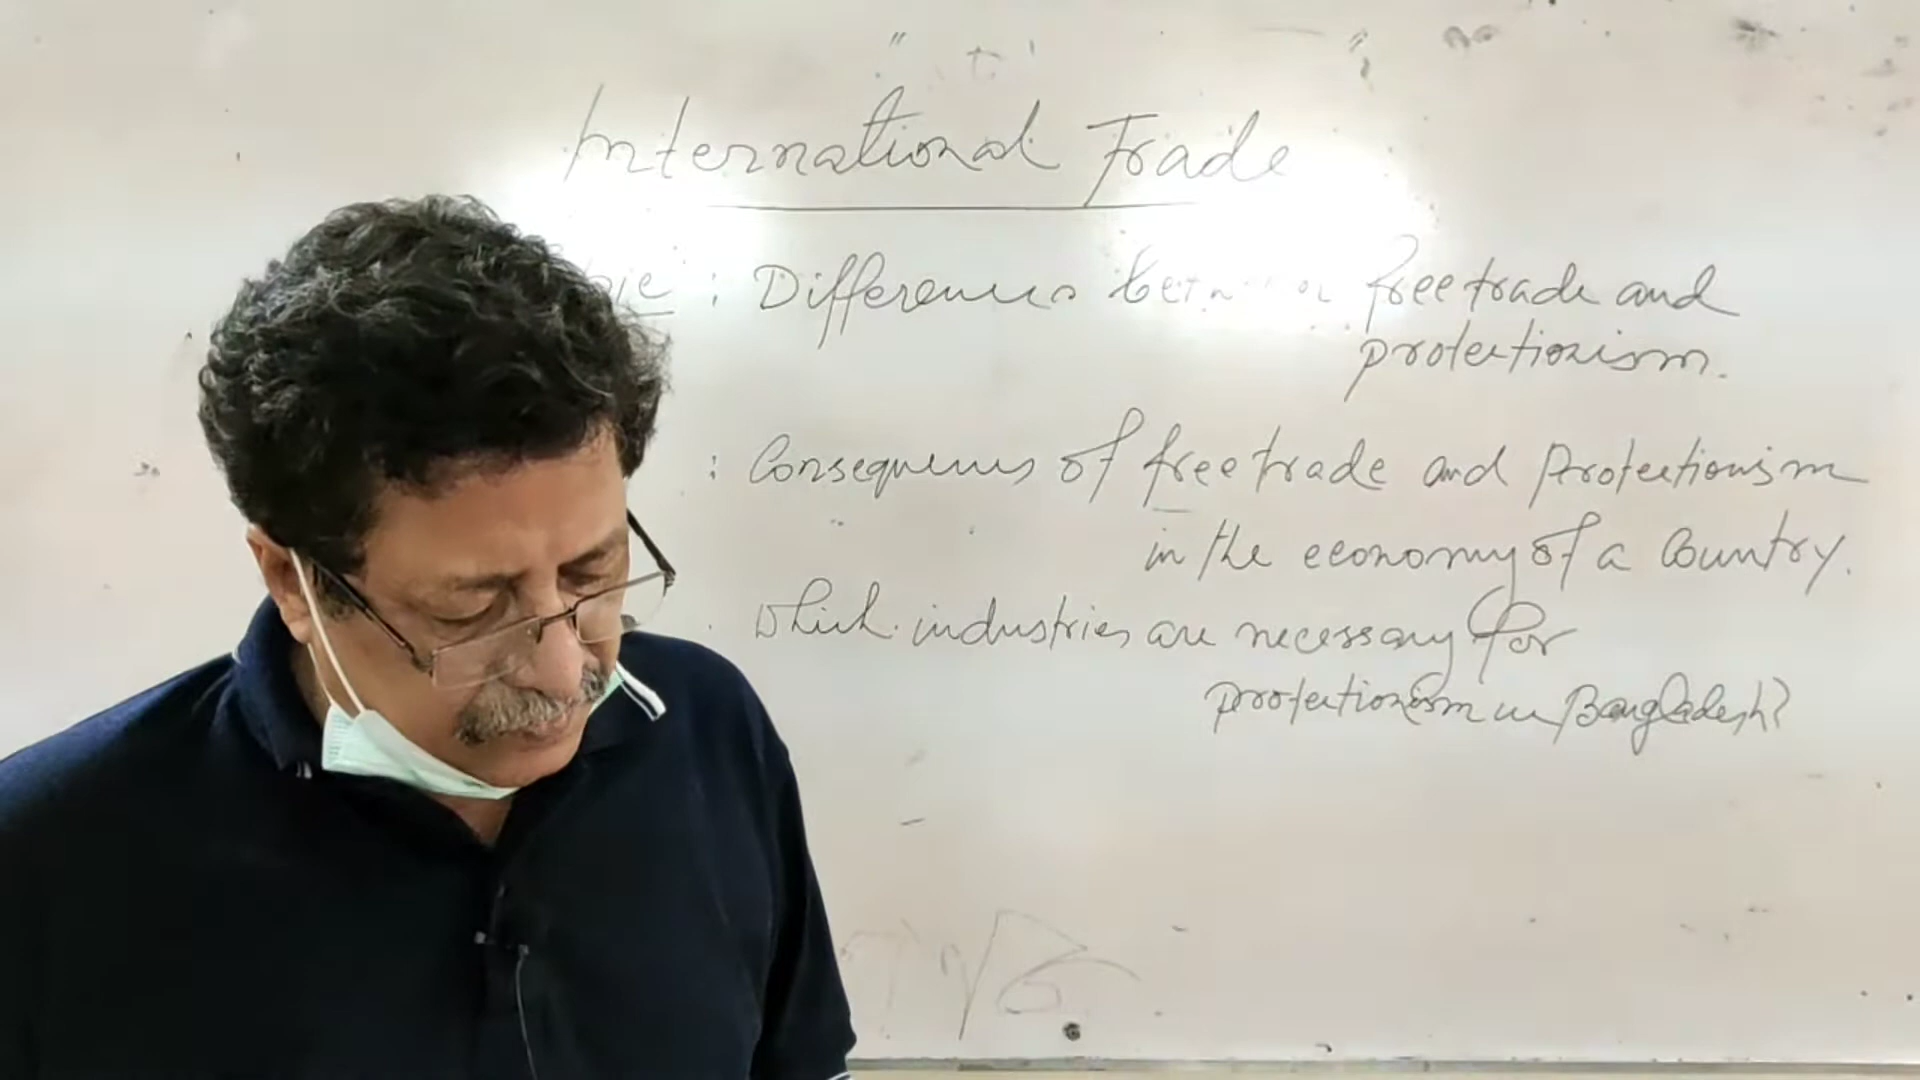 International Trade
: Differences between free trade and
protectionism.
: Consequences of free trade and Protectionism
in the economy of a Country.
Which industries are necessary for
protectionism in Bangladesh?